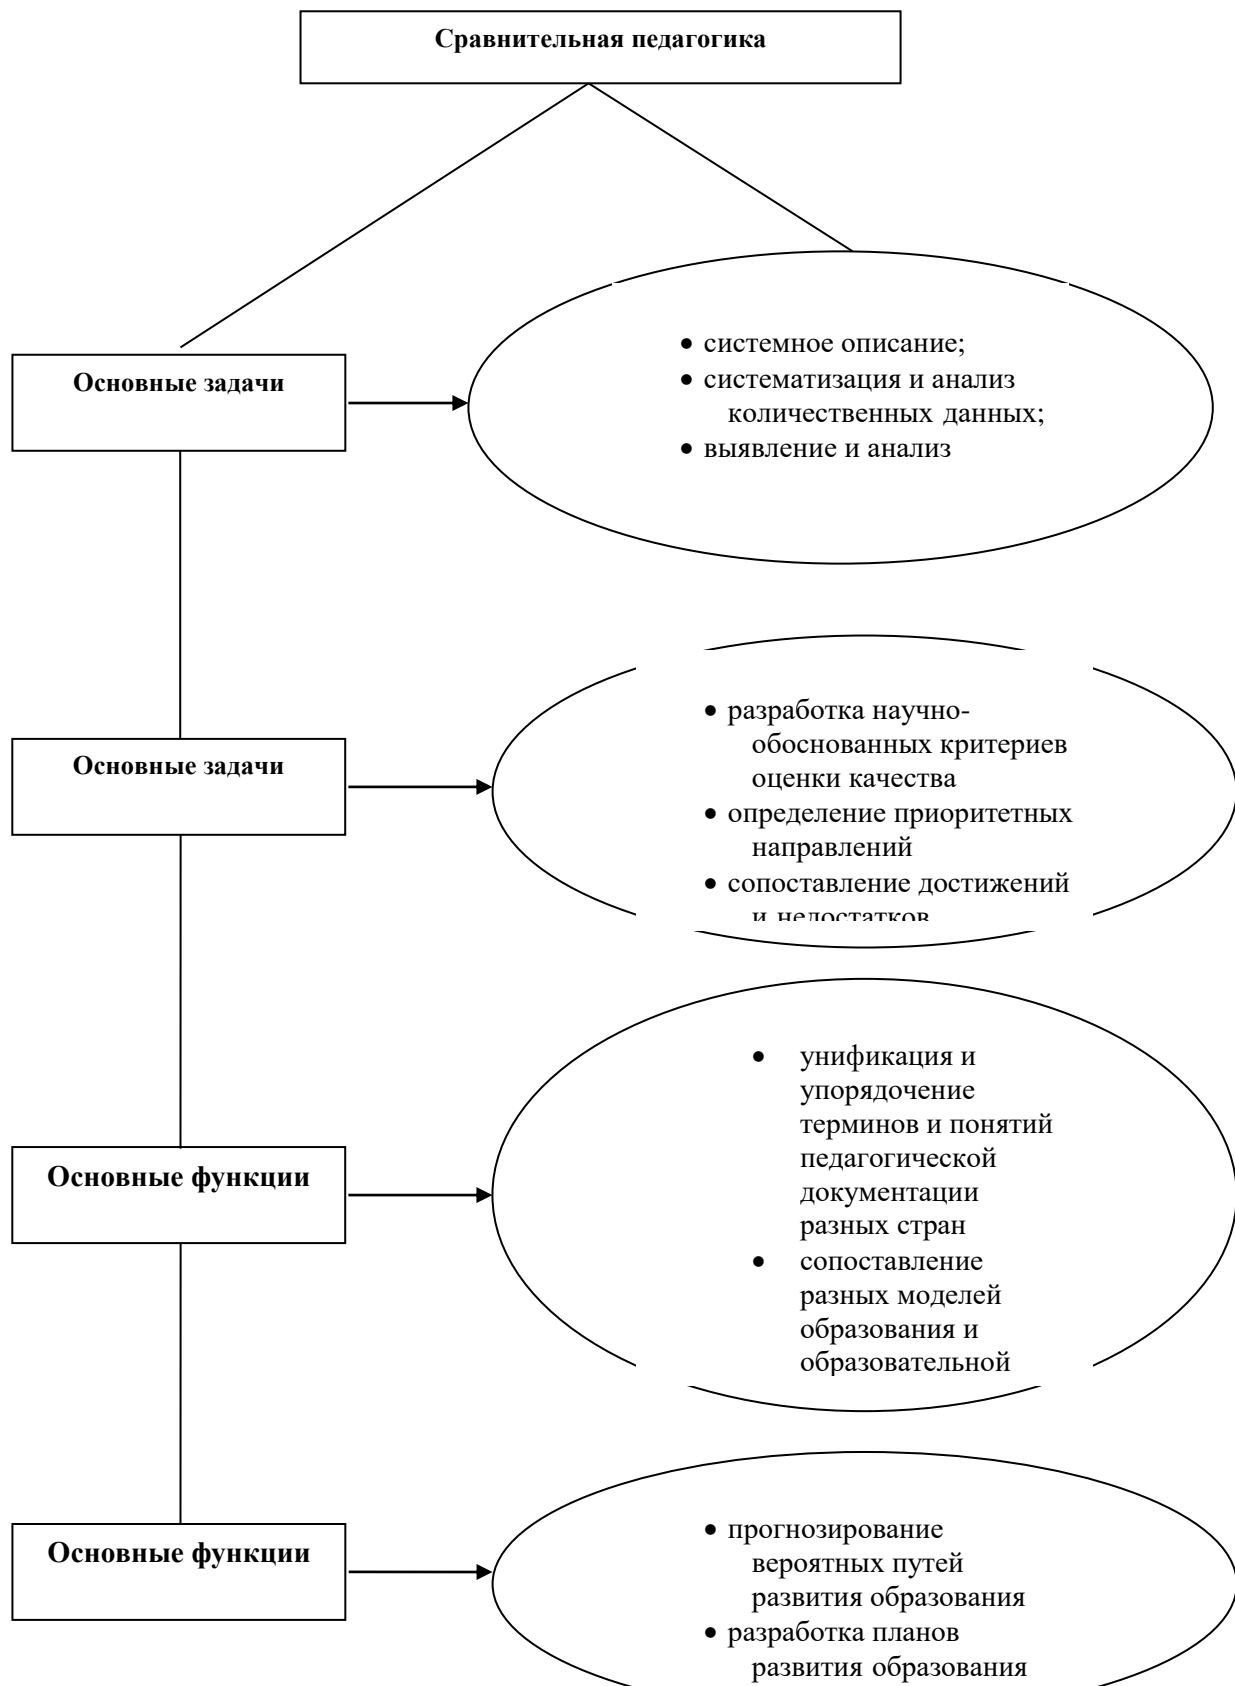 Сравнительная педагогика
Основные задачи
• системное описание;
• систематизация и анализ
количественных данных;
• выявление и анализ
Основные задачи
• разработка научно-
обоснованных критериев
оценки качества
• определение приоритетных
направлений
• сопоставление достижений
и недостатков
Основные функции
• унификация и
упорядочение
терминов и понятий
педагогической
документации
разных стран
• сопоставление
разных моделей
образования и
образовательной
Основные функции
• прогнозирование
вероятных путей
развития образования
• разработка планов
развития образования